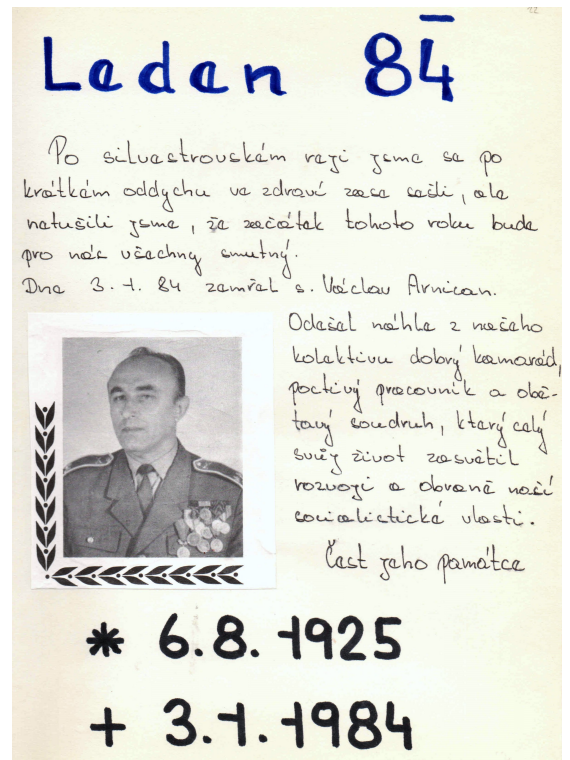 22
Leden 84
Po silvestrovském reji jsme se po
krátkém oddychu ve zdraví zase sešli, ale
netušili jsme, že začátek tohoto roku bude
pro nás všechny smutný.
Dne 3.1.84 zemřel s. Václav Arnican.
Odešel náhle z našeho
kolektivu dobrý kamarád,
poctivý pracovník a obě-
tavý soudruh, který celý
svůj život zasvětil
rozvoji a obraně naší
socialistické vlasti.
Čest jeho památce
* 6.8.1925
+ 3.1.1984